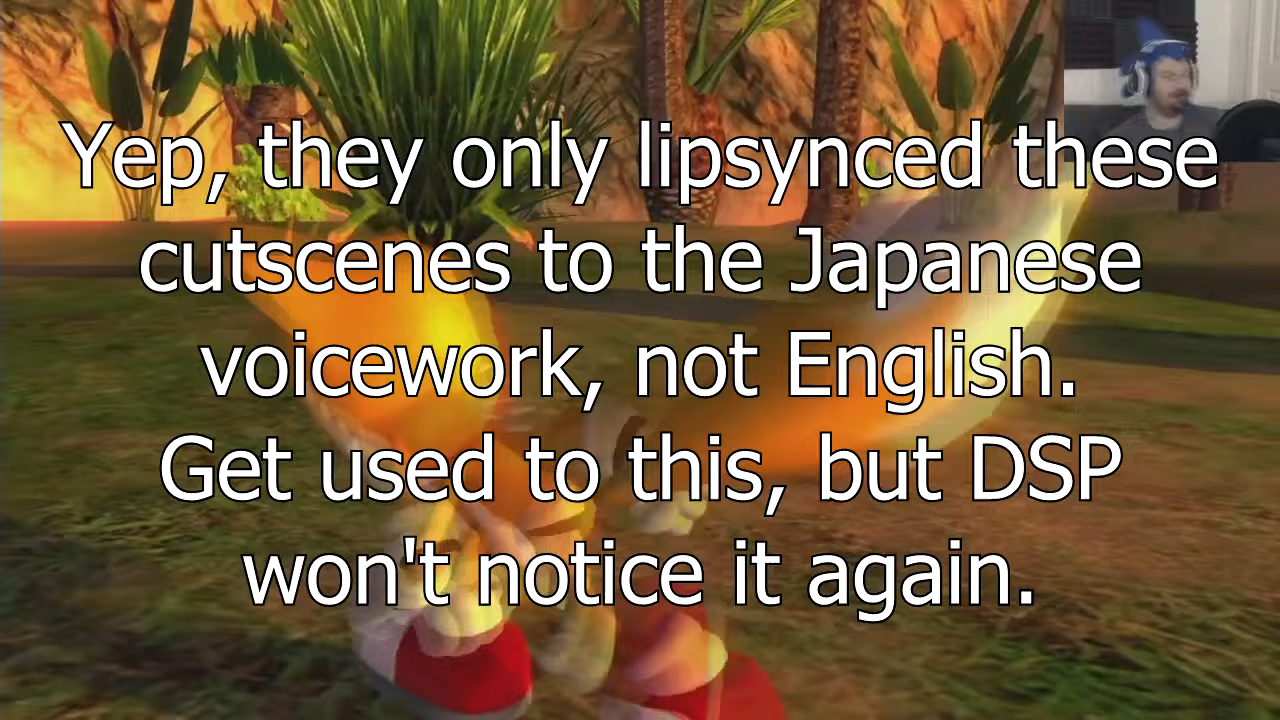 Yep, they only lipsynced these
cutscenes to the Japanese
voicework, not English.
Get used to this, but DSP
won't notice it again.